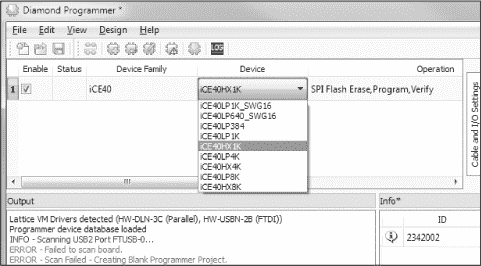 Diamond Programmer *
File Edit View Design Help
LOG
Enable Status Device Family Device Operation
1 iCE40 iCE40HX1K SPI Flash Erase,Program,Verify
iCE40LP1K_SWG16
iCE40LP640_SWG16
iCE40LP384
iCE40LP1K
iCE40HX1K
iCE40LP4K
iCE40HX4K
iCE40LP8K
iCE40HX8K
Cable and I/O Settings
Output
Lattice VM Drivers detected (HW-DLN-3C (Parallel), HW-USBN-2B (FTDI))
Programmer device database loaded
INFO - Scanning USB2 Port FTUSB-0...
ERROR - Failed to scan board.
ERROR - Scan Failed - Creating Blank Programmer Project.
Info*
ID
2342002